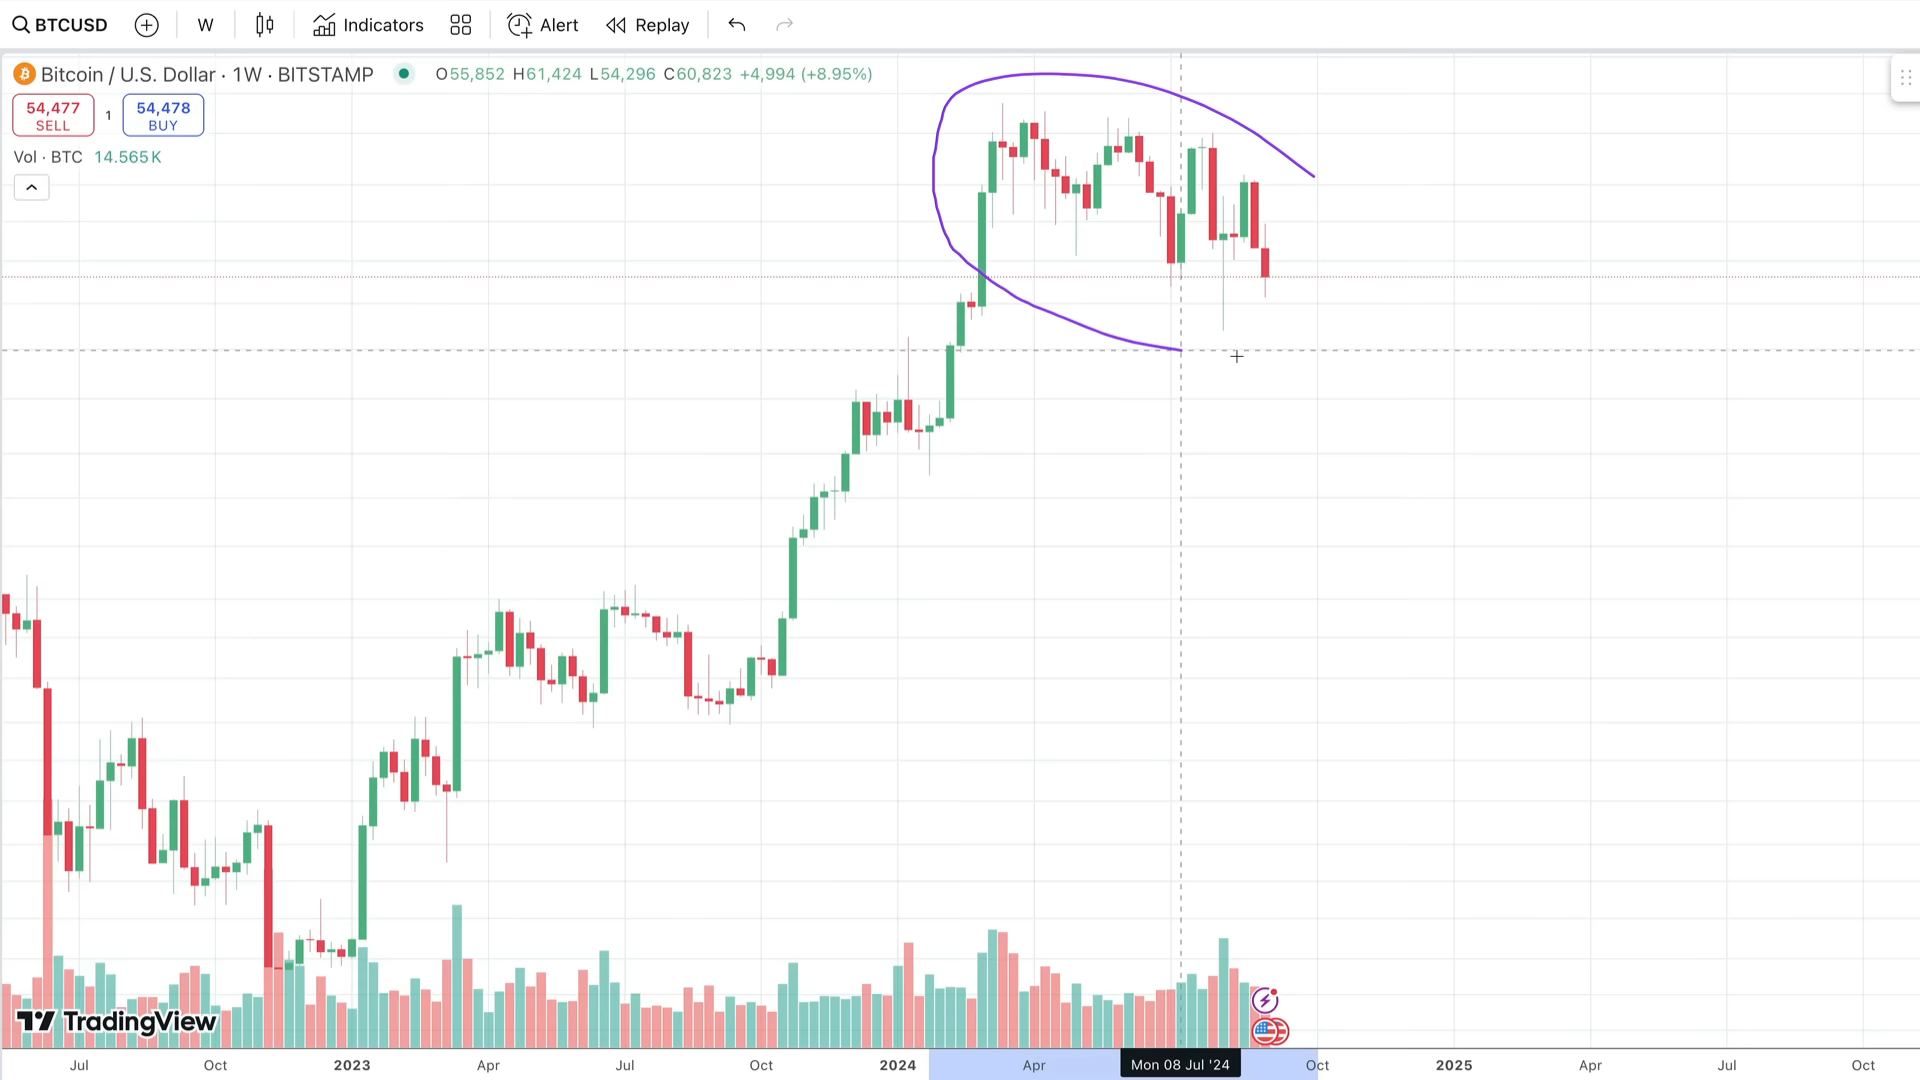 BTCUSD W Indicators Alert Replay
Bitcoin / U.S. Dollar · 1W · BITSTAMP O55,852 H61,424 L54,296 C60,823 +4,994 (+8.95%)
54,477 SELL 1 54,478 BUY
Vol · BTC 14.565K
TradingView
Jul Oct 2023 Apr Jul Oct 2024 Apr Mon 08 Jul '24 Oct 2025 Apr Jul Oct